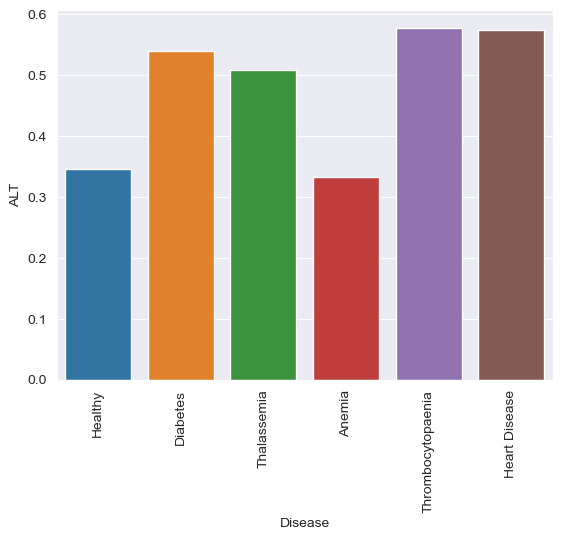 0.6
0.5
0.4
0.3
0.2
0.1
0.0
ALT
Healthy
Diabetes
Thalassemia
Anemia
Thrombocytopaenia
Heart Disease
Disease